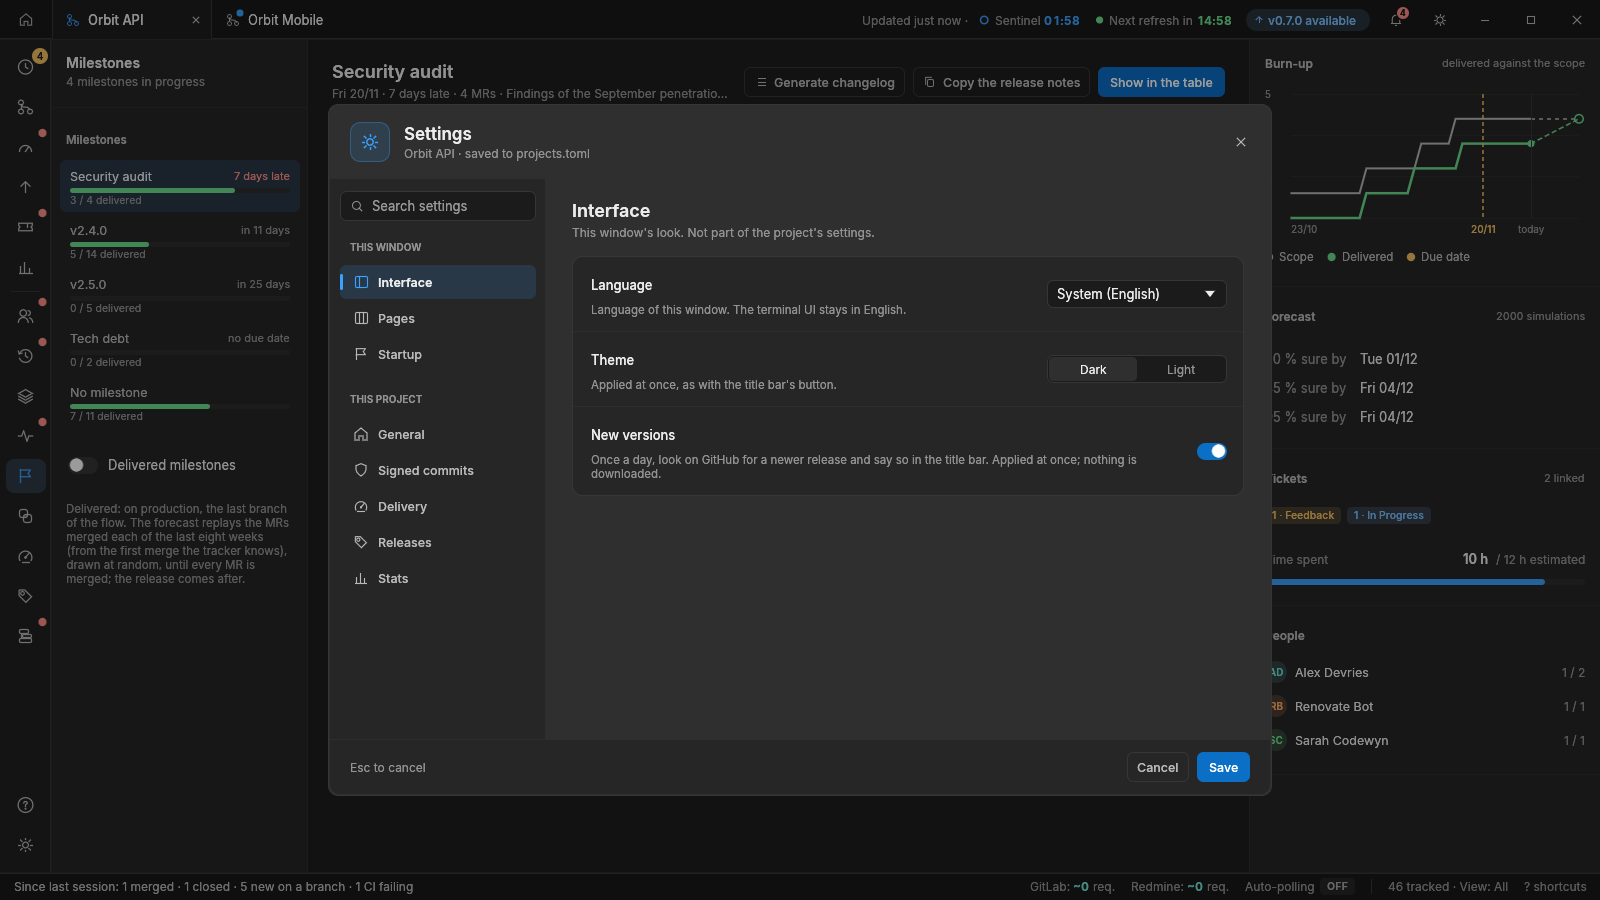 Orbit API
Orbit Mobile
Updated just now ·
Sentinel 01:58
Next refresh in 14:58
↑ v0.7.0 available
4
4
Milestones
4 milestones in progress
Milestones
Security audit
7 days late
3 / 4 delivered
v2.4.0
in 11 days
5 / 14 delivered
v2.5.0
in 25 days
0 / 5 delivered
Tech debt
no due date
0 / 2 delivered
No milestone
7 / 11 delivered
Delivered milestones
Delivered: on production, the last branch
of the flow. The forecast replays the MRs
merged each of the last eight weeks
(from the first merge the tracker knows),
drawn at random, until every MR is
merged; the release comes after.
Security audit
Fri 20/11 · 7 days late · 4 MRs · Findings of the September penetratio...
Generate changelog
Copy the release notes
Show in the table
Settings
Orbit API · saved to projects.toml
Search settings
THIS WINDOW
Interface
Pages
Startup
THIS PROJECT
General
Signed commits
Delivery
Releases
Stats
Interface
This window's look. Not part of the project's settings.
Language
Language of this window. The terminal UI stays in English.
System (English)
Theme
Applied at once, as with the title bar's button.
Dark
Light
New versions
Once a day, look on GitHub for a newer release and say so in the title bar. Applied at once; nothing is
downloaded.
Esc to cancel
Cancel
Save
Burn-up
delivered against the scope
5
23/10
20/11
today
Scope
Delivered
Due date
orecast
2000 simulations
0 % sure by
Tue 01/12
5 % sure by
Fri 04/12
5 % sure by
Fri 04/12
ickets
2 linked
1 · Feedback
1 · In Progress
ime spent
10 h / 12 h estimated
eople
AD
Alex Devries
1 / 2
RB
Renovate Bot
1 / 1
SC
Sarah Codewyn
1 / 1
Since last session: 1 merged · 1 closed · 5 new on a branch · 1 CI failing
GitLab: ~0 req.
Redmine: ~0 req.
Auto-polling OFF
46 tracked · View: All
? shortcuts